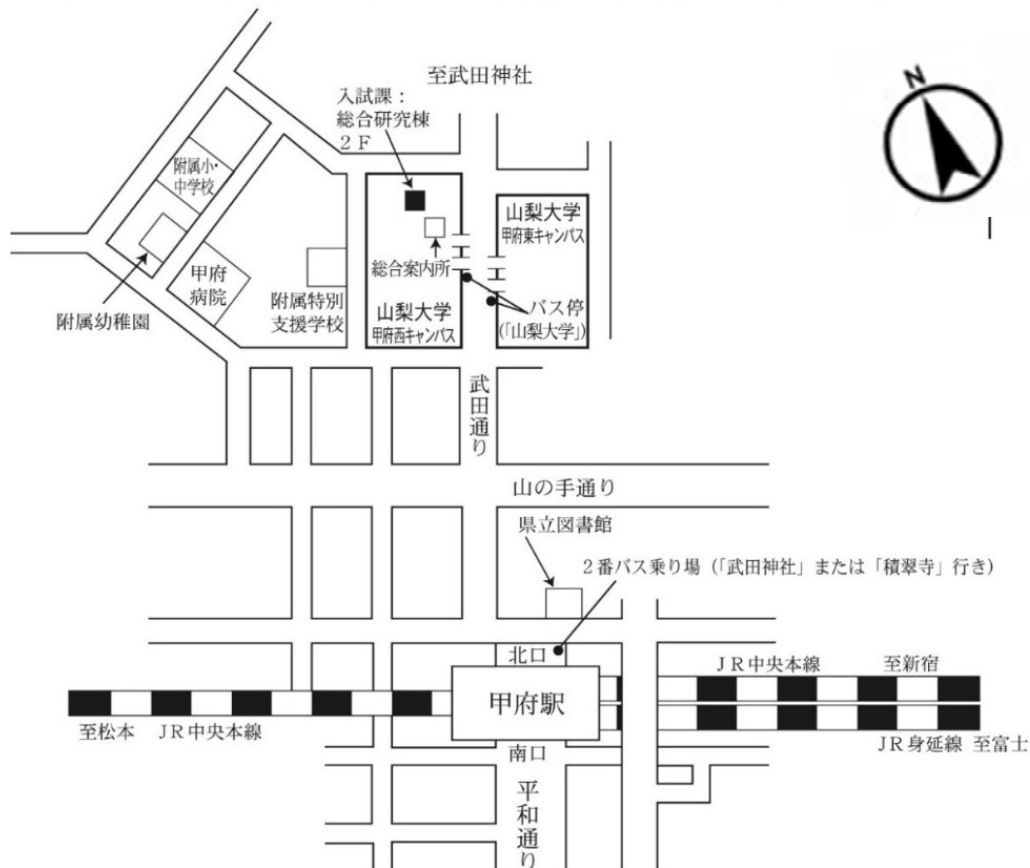 至武田神社
N
入試課：
総合研究棟
２Ｆ
附属小・
中学校
山梨大学
甲府東キャンパス
総合案内所
甲府
病院
附属特別
支援学校
山梨大学
甲府西キャンパス
バス停
(「山梨大学」)
附属幼稚園
武田通り
山の手通り
県立図書館
２番バス乗り場（「武田神社」または「積翠寺」行き）
北口
ＪＲ中央本線
至新宿
甲府駅
至松本
ＪＲ中央本線
ＪＲ身延線 至富士
南口
平和通り